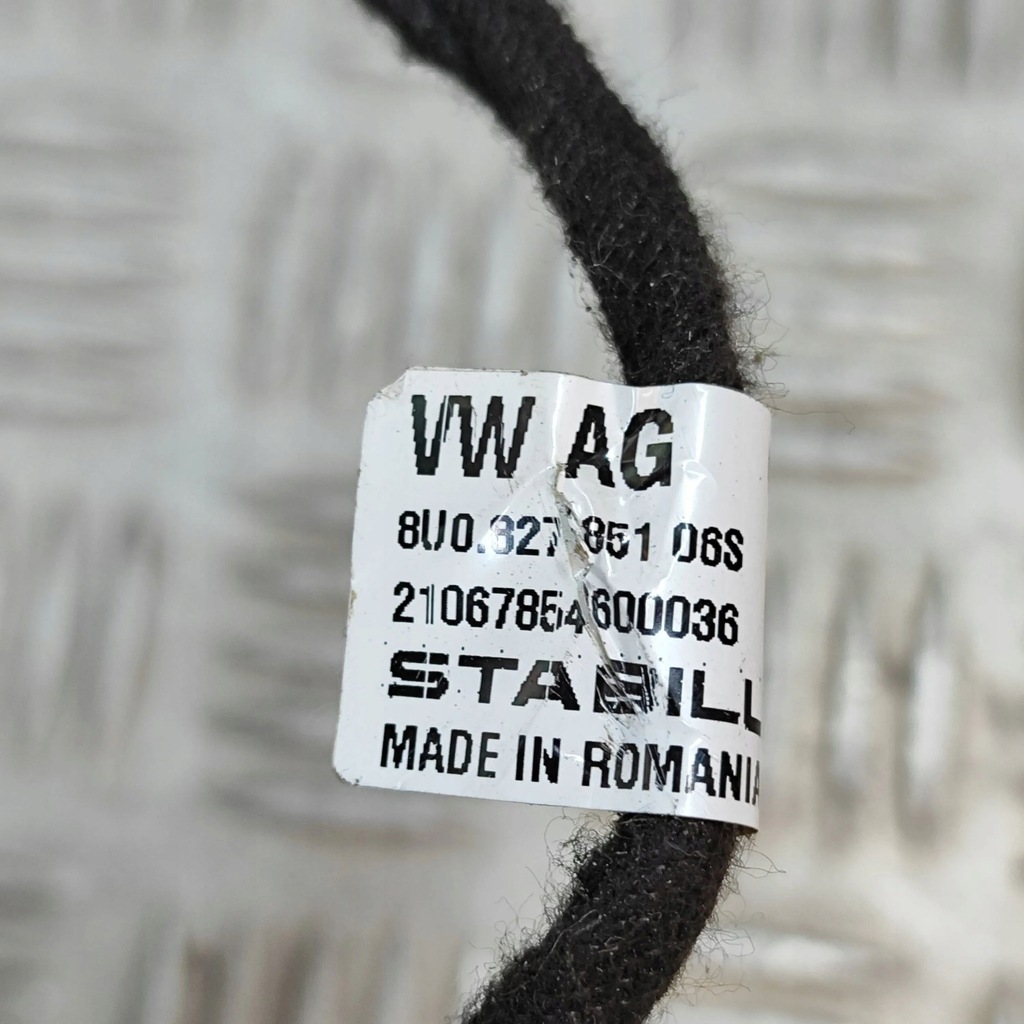 VW AG
8U0.827 851 06S
21067854600036
STABILL
MADE IN ROMANIA